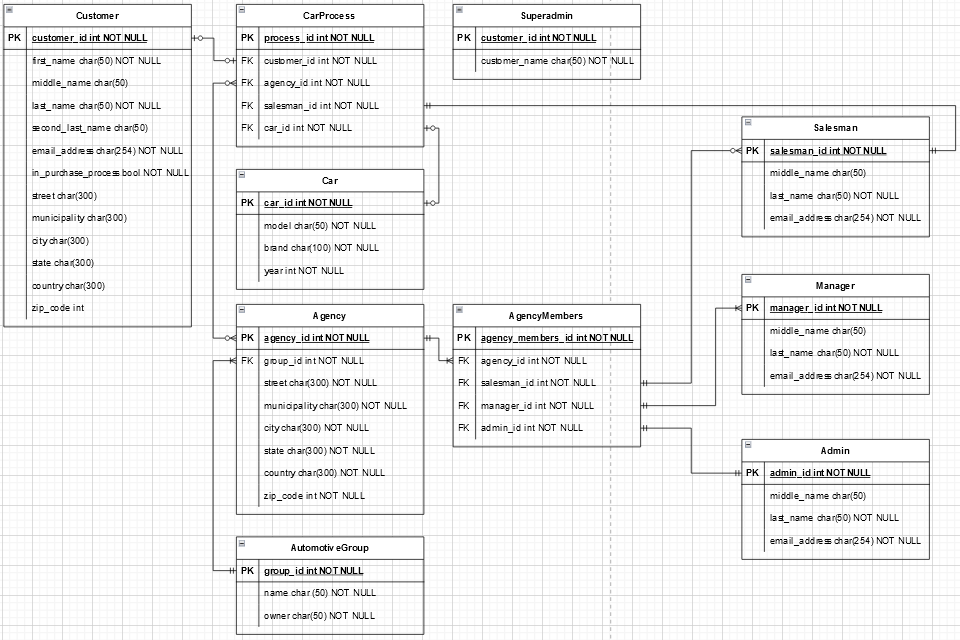 Customer
PK customer_id int NOT NULL
first_name char(50) NOT NULL
middle_name char(50)
last_name char(50) NOT NULL
second_last_name char(50)
email_address char(254) NOT NULL
in_purchase_process bool NOT NULL
street char(300)
municipality char(300)
city char(300)
state char(300)
country char(300)
zip_code int
CarProcess
PK process_id int NOT NULL
FK customer_id int NOT NULL
FK agency_id int NOT NULL
FK salesman_id int NOT NULL
FK car_id int NOT NULL
Superadmin
PK customer_id int NOT NULL
customer_name char(50) NOT NULL
Car
PK car_id int NOT NULL
model char(50) NOT NULL
brand char(100) NOT NULL
year int NOT NULL
Salesman
PK salesman_id int NOT NULL
middle_name char(50)
last_name char(50) NOT NULL
email_address char(254) NOT NULL
Agency
PK agency_id int NOT NULL
FK group_id int NOT NULL
street char(300) NOT NULL
municipality char(300) NOT NULL
city char(300) NOT NULL
state char(300) NOT NULL
country char(300) NOT NULL
zip_code int NOT NULL
AgencyMembers
PK agency_members_id int NOT NULL
FK agency_id int NOT NULL
FK salesman_id int NOT NULL
FK manager_id int NOT NULL
FK admin_id int NOT NULL
Manager
PK manager_id int NOT NULL
middle_name char(50)
last_name char(50) NOT NULL
email_address char(254) NOT NULL
Admin
PK admin_id int NOT NULL
middle_name char(50)
last_name char(50) NOT NULL
email_address char(254) NOT NULL
AutomotiveGroup
PK group_id int NOT NULL
name char (50) NOT NULL
owner char(50) NOT NULL